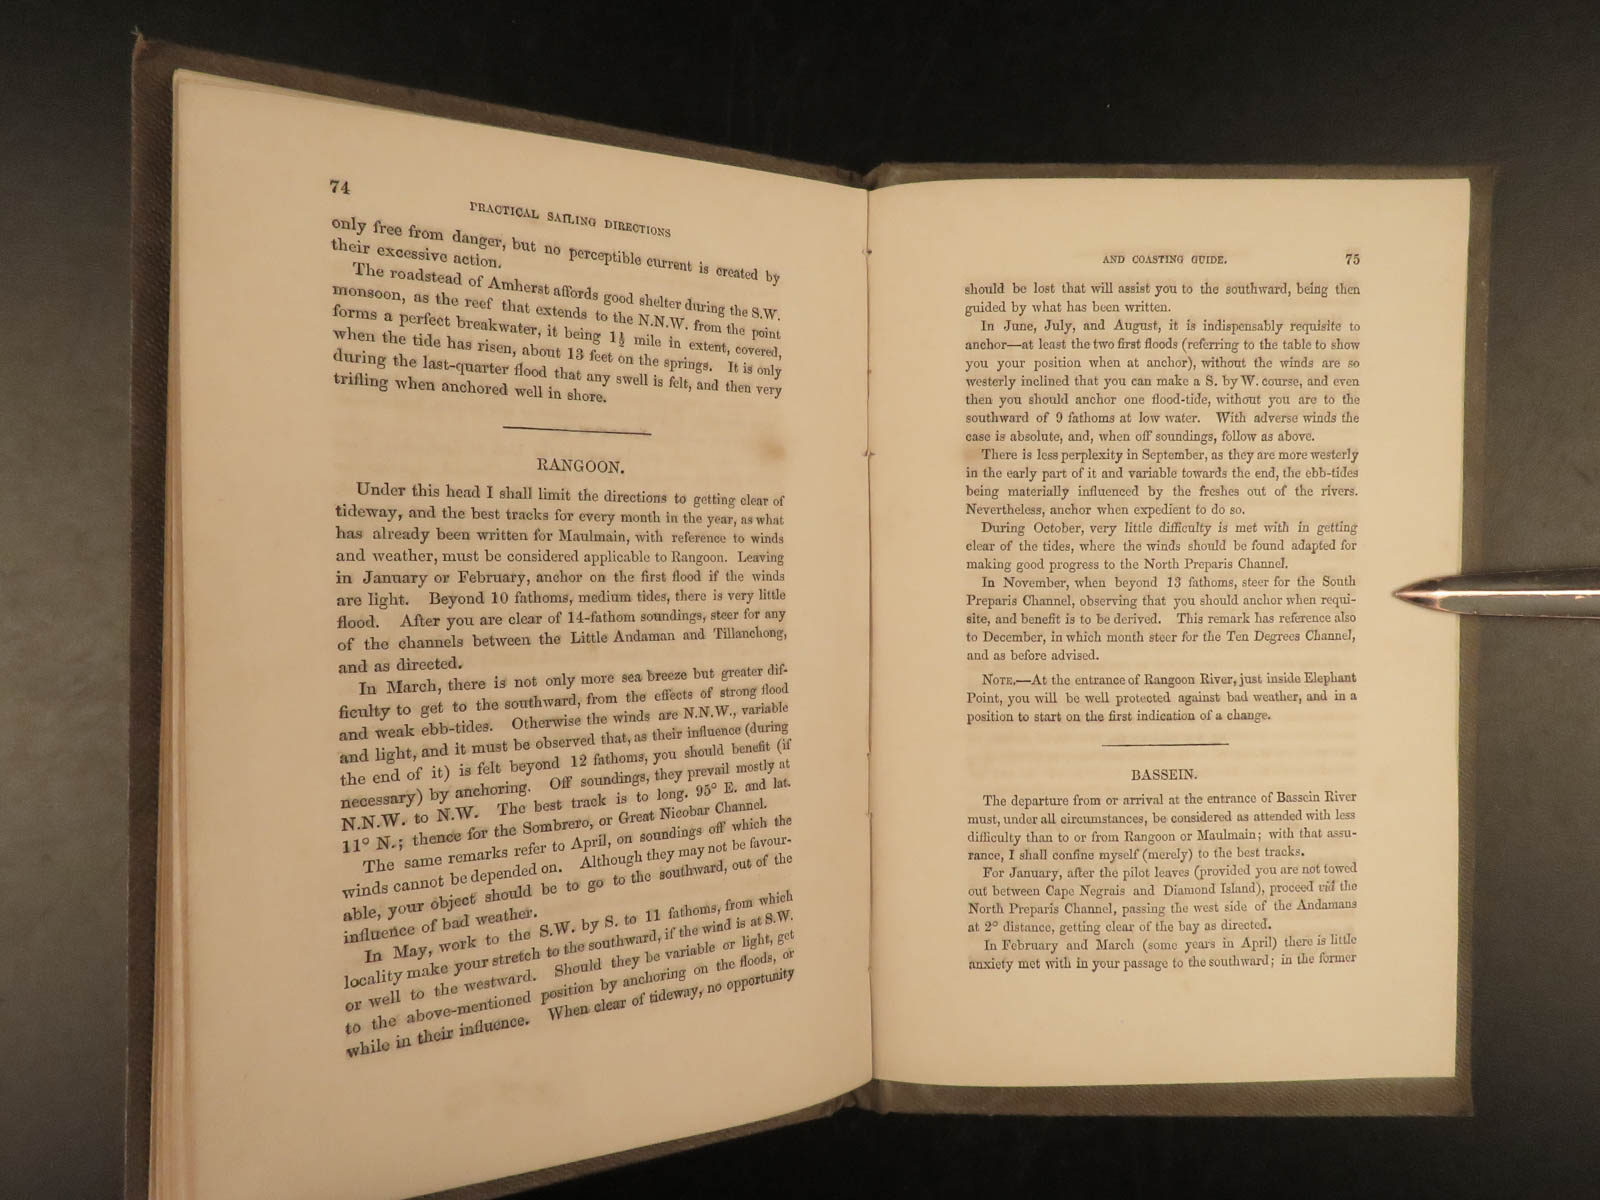 74
PRACTICAL SAILING DIRECTIONS
only free from danger, but no perceptible current is created by
their excessive action.
The roadstead of Amherst affords good shelter during the S.W.
monsoon, as the reef that extends to the N.N.W. from the point
forms a perfect breakwater, it being 1½ mile in extent, covered,
when the tide has risen, about 13 feet on the springs. It is only
during the last-quarter flood that any swell is felt, and then very
trifling when anchored well in shore.
RANGOON.
Under this head I shall limit the directions to getting clear of
tideway, and the best tracks for every month in the year, as what
has already been written for Maulmain, with reference to winds
and weather, must be considered applicable to Rangoon. Leaving
in January or February, anchor on the first flood if the winds
are light. Beyond 10 fathoms, medium tides, there is very little
flood. After you are clear of 14-fathom soundings, steer for any
of the channels between the Little Andaman and Tillanchong,
and as directed.
In March, there is not only more sea breeze but greater dif-
ficulty to get to the southward, from the effects of strong flood
and weak ebb-tides. Otherwise the winds are N.N.W., variable
and light, and it must be observed that, as their influence (during
the end of it) is felt beyond 12 fathoms, you should benefit (if
necessary) by anchoring. Off soundings, they prevail mostly at
N.N.W. to N.W. The best track is to long. 95° E. and lat.
11° N.; thence for the Sombrero, or Great Nicobar Channel.
The same remarks refer to April, on soundings off which the
winds cannot be depended on. Although they may not be favour-
able, your object should be to go to the southward, out of the
influence of bad weather.
In May, work to the S.W. by S. to 11 fathoms, from which
locality make your stretch to the southward, if the wind is at S.W.
or well to the westward. Should they be variable or light, get
to the above-mentioned position by anchoring on the floods, or
while in their influence. When clear of tideway, no opportunity
AND COASTING GUIDE. 75
should be lost that will assist you to the southward, being then
guided by what has been written.
In June, July, and August, it is indispensably requisite to
anchor—at least the two first floods (referring to the table to show
you your position when at anchor), without the winds are so
westerly inclined that you can make a S. by W. course, and even
then you should anchor one flood-tide, without you are to the
southward of 9 fathoms at low water. With adverse winds the
case is absolute, and, when off soundings, follow as above.
There is less perplexity in September, as they are more westerly
in the early part of it and variable towards the end, the ebb-tides
being materially influenced by the freshes out of the rivers.
Nevertheless, anchor when expedient to do so.
During October, very little difficulty is met with in getting
clear of the tides, where the winds should be found adapted for
making good progress to the North Preparis Channel.
In November, when beyond 13 fathoms, steer for the South
Preparis Channel, observing that you should anchor when requi-
site, and benefit is to be derived. This remark has reference also
to December, in which month steer for the Ten Degrees Channel,
and as before advised.
NOTE.—At the entrance of Rangoon River, just inside Elephant
Point, you will be well protected against bad weather, and in a
position to start on the first indication of a change.
BASSEIN.
The departure from or arrival at the entrance of Bassein River
must, under all circumstances, be considered as attended with less
difficulty than to or from Rangoon or Maulmain; with that assu-
rance, I shall confine myself (merely) to the best tracks.
For January, after the pilot leaves (provided you are not towed
out between Cape Negrais and Diamond Island), proceed viâ the
North Preparis Channel, passing the west side of the Andamans
at 2° distance, getting clear of the bay as directed.
In February and March (some years in April) there is little
anxiety met with in your passage to the southward; in the former